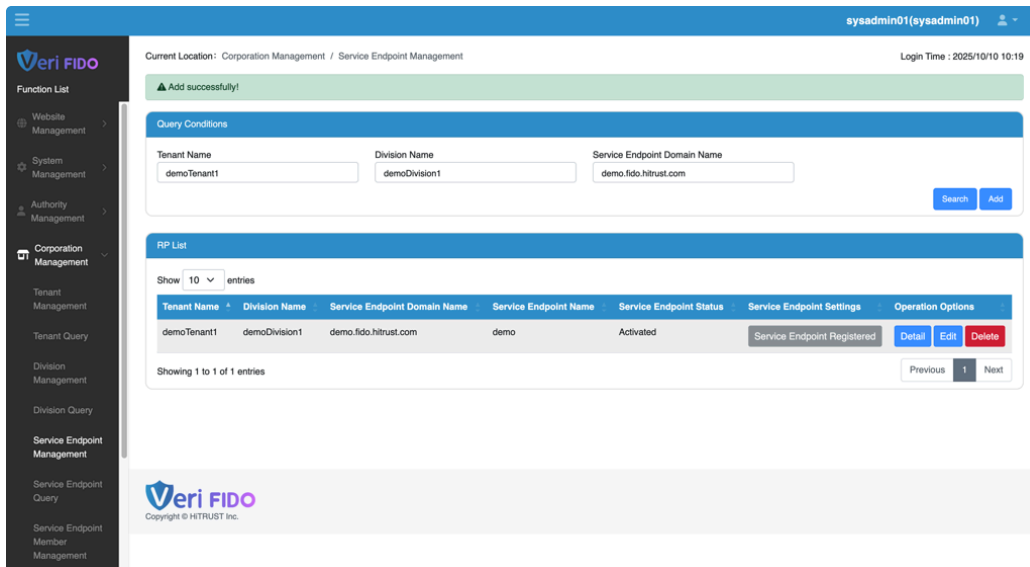 sysadmin01(sysadmin01)
Veri FIDO
Function List
Website Management
System Management
Authority Management
Corporation Management
Tenant Management
Tenant Query
Division Management
Division Query
Service Endpoint Management
Service Endpoint Query
Service Endpoint Member Management
Current Location: Corporation Management / Service Endpoint Management
Login Time : 2025/10/10 10:19
Add successfully!
Query Conditions
Tenant Name
Division Name
Service Endpoint Domain Name
demoTenant1
demoDivision1
demo.fido.hitrust.com
Search
Add
RP List
Show 10 entries
Tenant Name Division Name Service Endpoint Domain Name Service Endpoint Name Service Endpoint Status Service Endpoint Settings Operation Options
demoTenant1 demoDivision1 demo.fido.hitrust.com demo Activated Service Endpoint Registered Detail Edit Delete
Showing 1 to 1 of 1 entries
Previous 1 Next
Veri FIDO
Copyright © HiTRUST Inc.